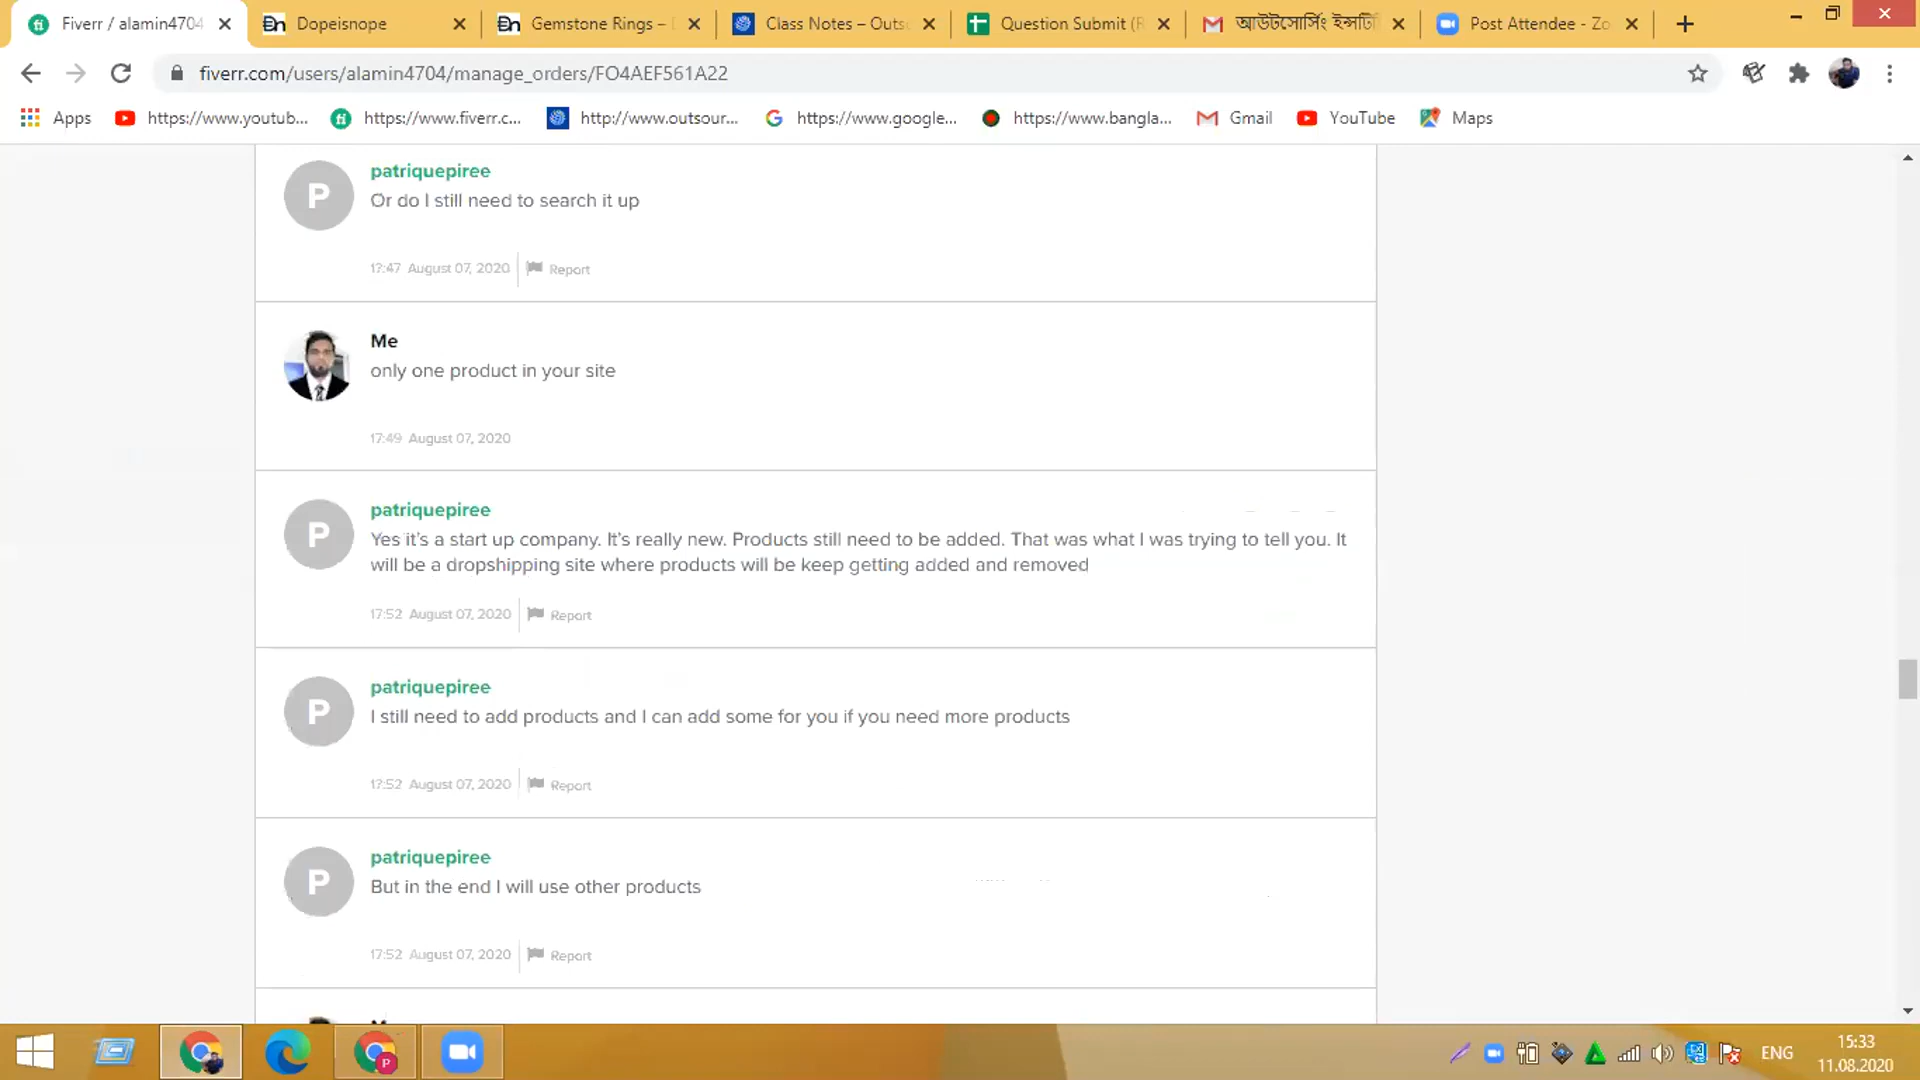 Fiverr / alamin4704
Dopeisnope
Gemstone Rings –
Class Notes – Outs
Question Submit (R
আউটসোর্সিং ইন্সটি
Post Attendee - Zo
fiverr.com/users/alamin4704/manage_orders/FO4AEF561A22
Apps
https://www.youtub...
https://www.fiverr.c...
http://www.outsour...
https://www.google...
https://www.bangla...
Gmail
YouTube
Maps
P
patriquepiree
Or do I still need to search it up
17:47 August 07, 2020
Report
Me
only one product in your site
17:49 August 07, 2020
P
patriquepiree
Yes it's a start up company. It's really new. Products still need to be added. That was what I was trying to tell you. It
will be a dropshipping site where products will be keep getting added and removed
17:52 August 07, 2020
Report
P
patriquepiree
I still need to add products and I can add some for you if you need more products
17:52 August 07, 2020
Report
P
patriquepiree
But in the end I will use other products
17:52 August 07, 2020
Report
ENG
15:33
11.08.2020